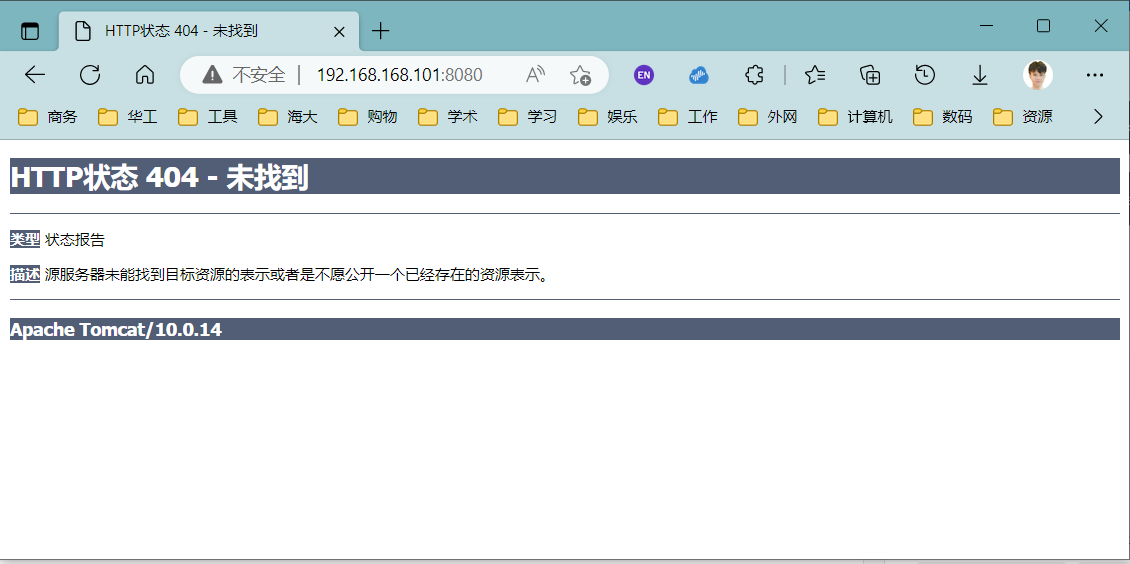 HTTP状态 404 - 未找到
不安全 192.168.168.101:8080 A EN
商务 华工 工具 海大 购物 学术 学习 娱乐 工作 外网 计算机 数码 资源
HTTP状态 404 - 未找到
类型 状态报告
描述 源服务器未能找到目标资源的表示或者是不愿公开一个已经存在的资源表示。
Apache Tomcat/10.0.14